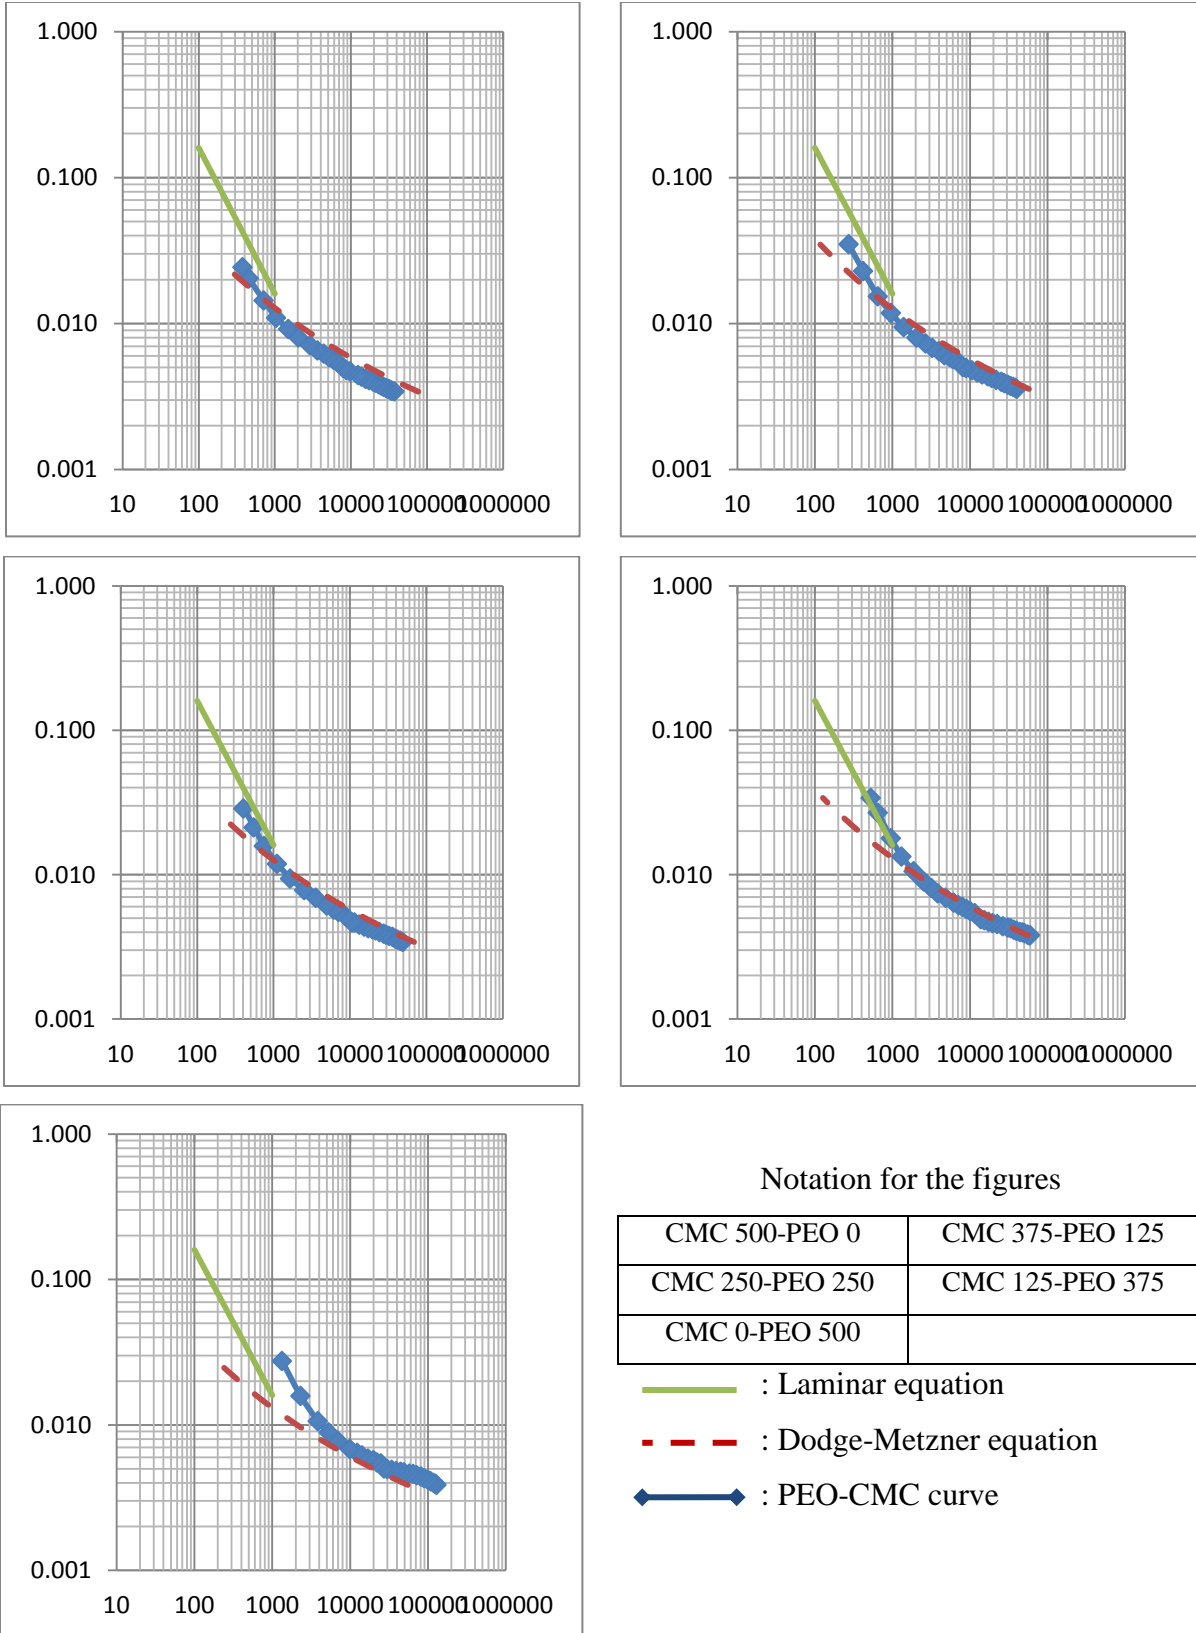 1.000
0.100
0.010
0.001
10 100 1000 10000 100000 1000000
1.000
0.100
0.010
0.001
10 100 1000 10000 100000 1000000
1.000
0.100
0.010
0.001
10 100 1000 10000 100000 1000000
1.000
0.100
0.010
0.001
10 100 1000 10000 100000 1000000
1.000
0.100
0.010
0.001
10 100 1000 10000 100000 1000000
Notation for the figures
CMC 500-PEO 0 CMC 375-PEO 125
CMC 250-PEO 250 CMC 125-PEO 375
CMC 0-PEO 500
: Laminar equation
: Dodge-Metzner equation
: PEO-CMC curve